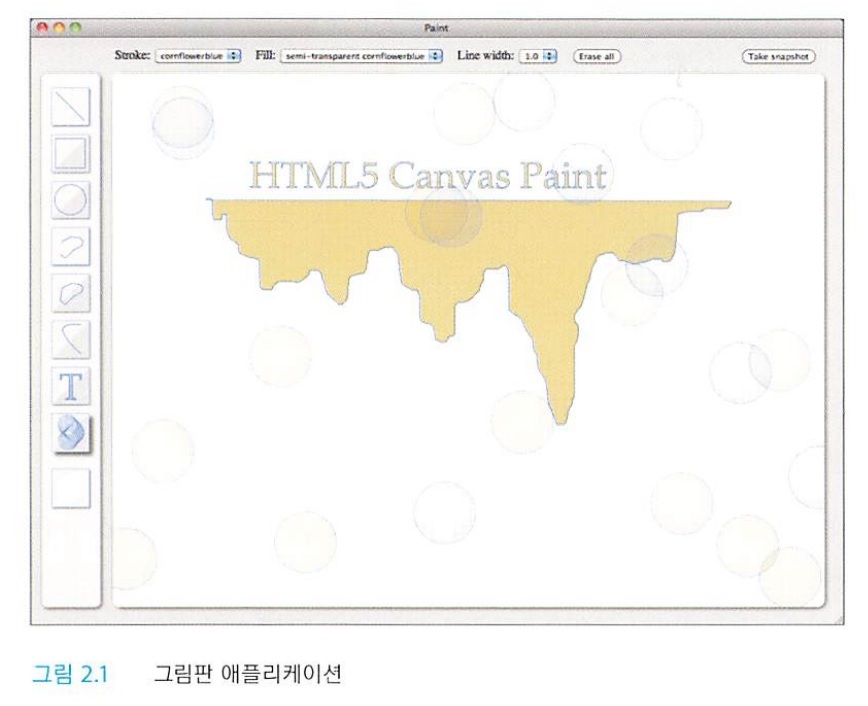 Paint
Stroke: cornflowerblue Fill: semi-transparent cornflowerblue Line width: 1.0 Erase all Take snapshot
HTML5 Canvas Paint
T
그림 2.1 그림판 애플리케이션